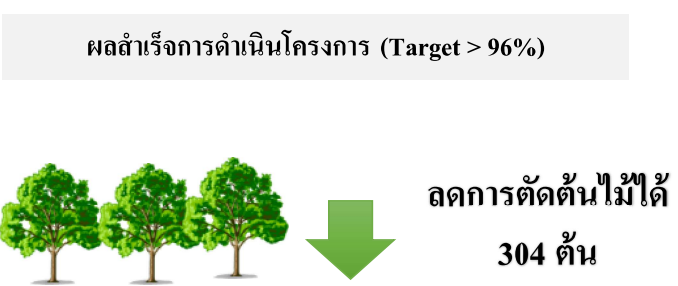 ผลสำเร็จการดำเนินโครงการ (Target > 96%)
ลดการตัดต้นไม้ได้
304 ต้น